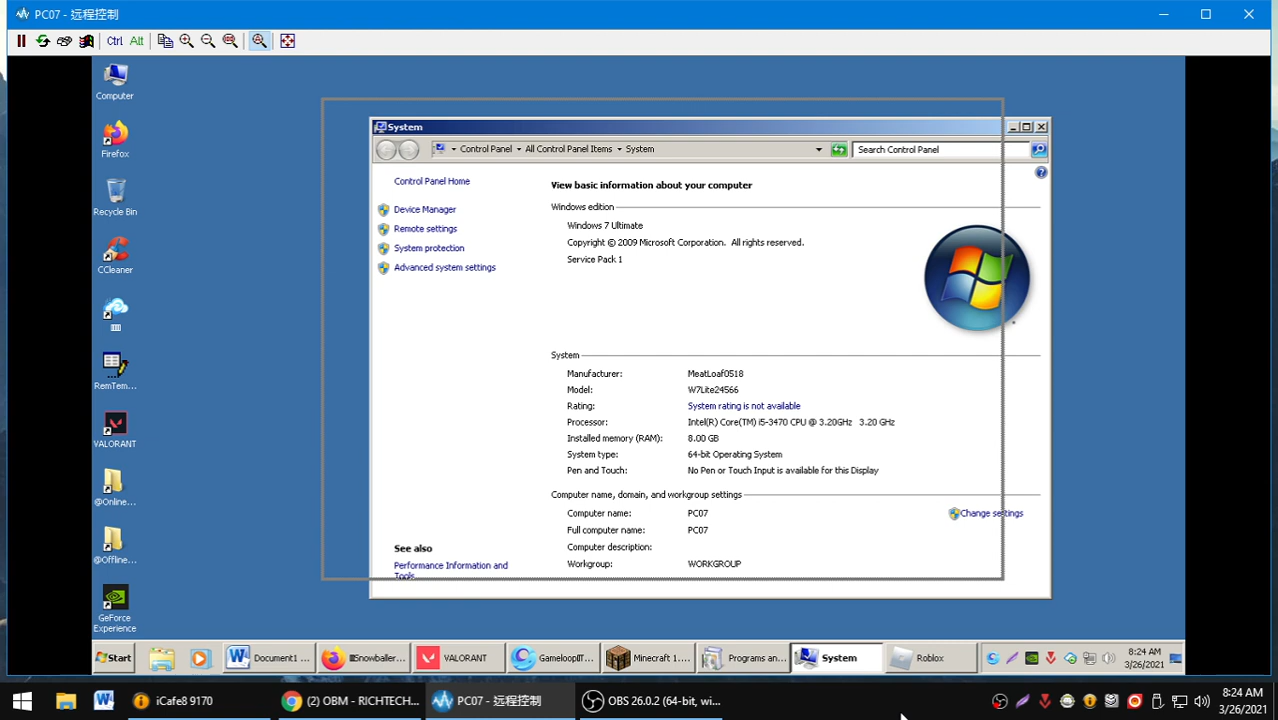 PC07 - 远程控制
Ctrl Alt
Computer
Firefox
Recycle Bin
CCleaner
RemTem...
VALORANT
@Online...
@Offline...
GeForce
Experience
System
Control Panel All Control Panel Items System
Search Control Panel
Control Panel Home
Device Manager
Remote settings
System protection
Advanced system settings
See also
Performance Information and
Tools
View basic information about your computer
Windows edition
Windows 7 Ultimate
Copyright © 2009 Microsoft Corporation. All rights reserved.
Service Pack 1
System
Manufacturer: MeatLoaf0518
Model: W7Lite24566
Rating: System rating is not available
Processor: Intel(R) Core(TM) i5-3470 CPU @ 3.20GHz 3.20 GHz
Installed memory (RAM): 8.00 GB
System type: 64-bit Operating System
Pen and Touch: No Pen or Touch Input is available for this Display
Computer name, domain, and workgroup settings
Computer name: PC07
Change settings
Full computer name: PC07
Computer description:
Workgroup: WORKGROUP
Start
Document1 ...
Snowballer...
VALORANT
GameloopIT...
Minecraft 1....
Programs an...
System
Roblox
8:24 AM
3/26/2021
iCafe8 9170
(2) OBM - RICHTECH...
PC07 - 远程控制
OBS 26.0.2 (64-bit, wi...
8:24 AM
3/26/2021